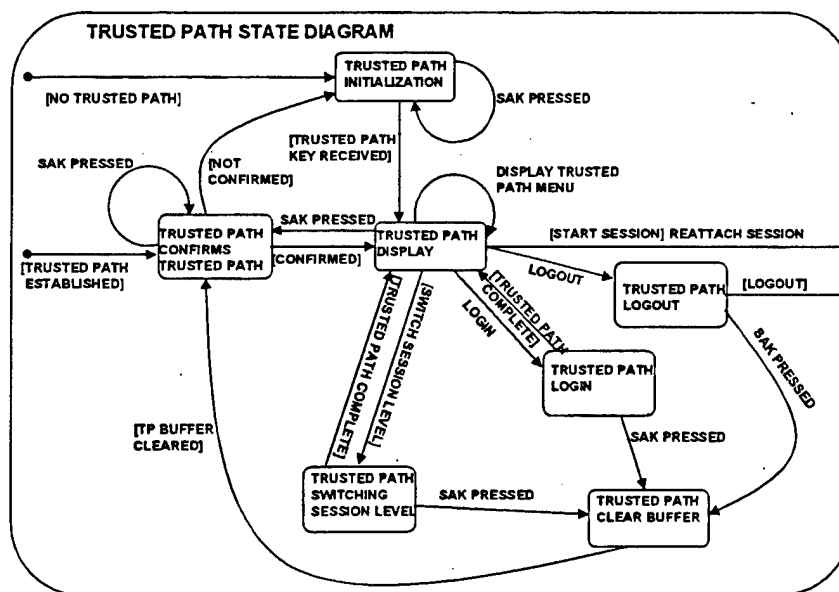 TRUSTED PATH STATE DIAGRAM
TRUSTED PATH
INITIALIZATION
[NO TRUSTED PATH]
SAK PRESSED
[TRUSTED PATH
KEY RECEIVED]
SAK PRESSED
[NOT
CONFIRMED]
DISPLAY TRUSTED
PATH MENU
TRUSTED PATH
CONFIRMS
TRUSTED PATH
SAK PRESSED
[CONFIRMED]
TRUSTED PATH
DISPLAY
[START SESSION] REATTACH SESSION
[TRUSTED PATH
ESTABLISHED]
LOGOUT
TRUSTED PATH
LOGOUT
[LOGOUT]
[TRUSTED PATH
COMPLETE]
LOGIN
[TRUSTED PATH COMPLETE]
[SWITCH SESSION LEVEL]
TRUSTED PATH
LOGIN
SAK PRESSED
[TP BUFFER
CLEARED]
SAK PRESSED
TRUSTED PATH
SWITCHING
SESSION LEVEL
SAK PRESSED
TRUSTED PATH
CLEAR BUFFER